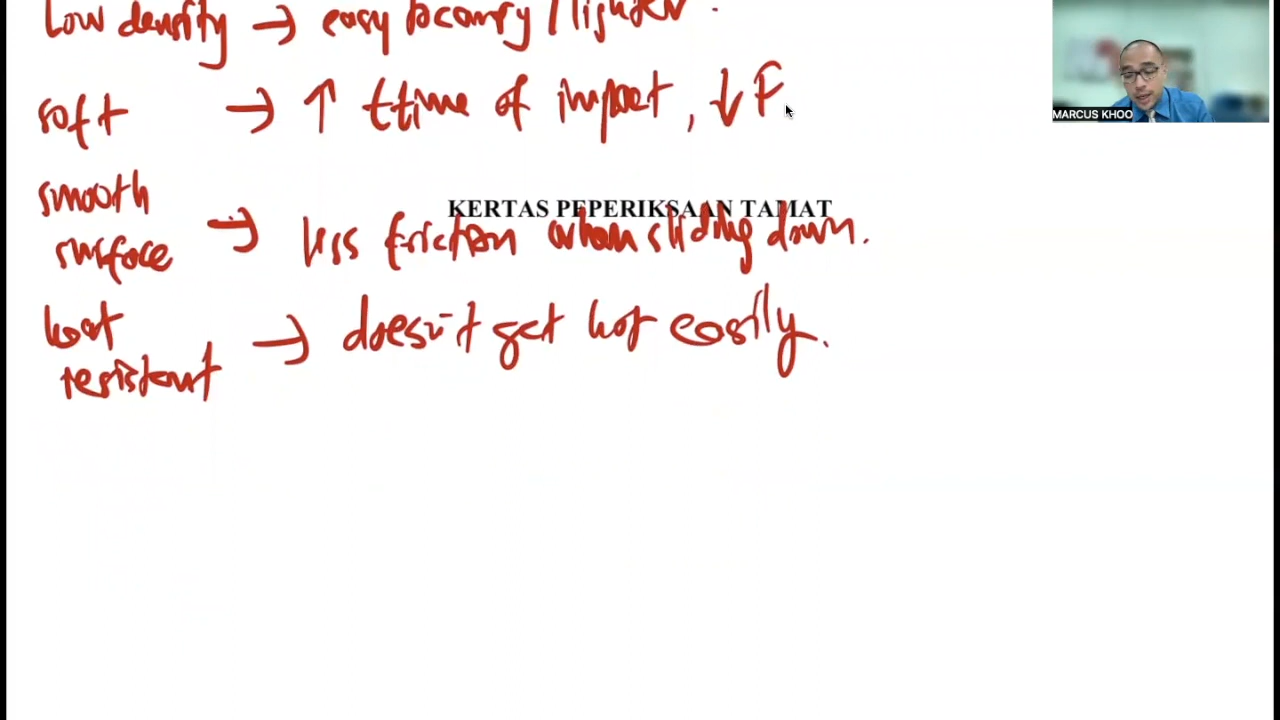 Low density → easy to carry / lighter.
soft → ↑ ttime of impact, ↓ F
MARCUS KHOO
smooth
surface → less friction when sliding down.
KERTAS PEPERIKSAAN TAMAT
heat
resistant → doesn't get hot easily.